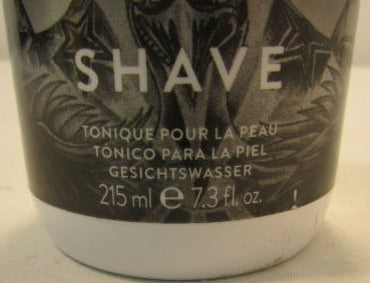 SHAVE
TONIQUE POUR LA PEAU
TONICO PARA LA PIEL
GESICHTSWASSER
215 ml e 7.3 fl. oz.